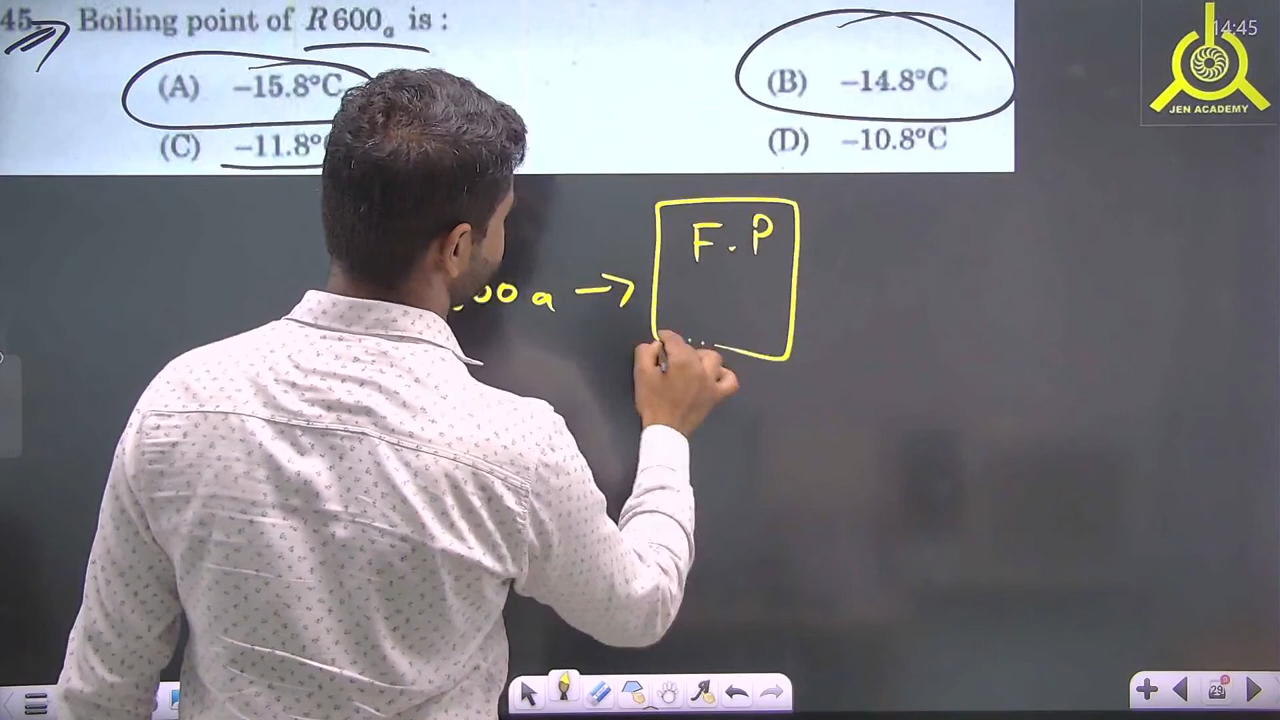 45. Boiling point of R600a is :
(A) −15.8°C
(B) −14.8°C
(C) −11.8°
(D) −10.8°C
14:45
JEN ACADEMY
F.P
00 a →
29